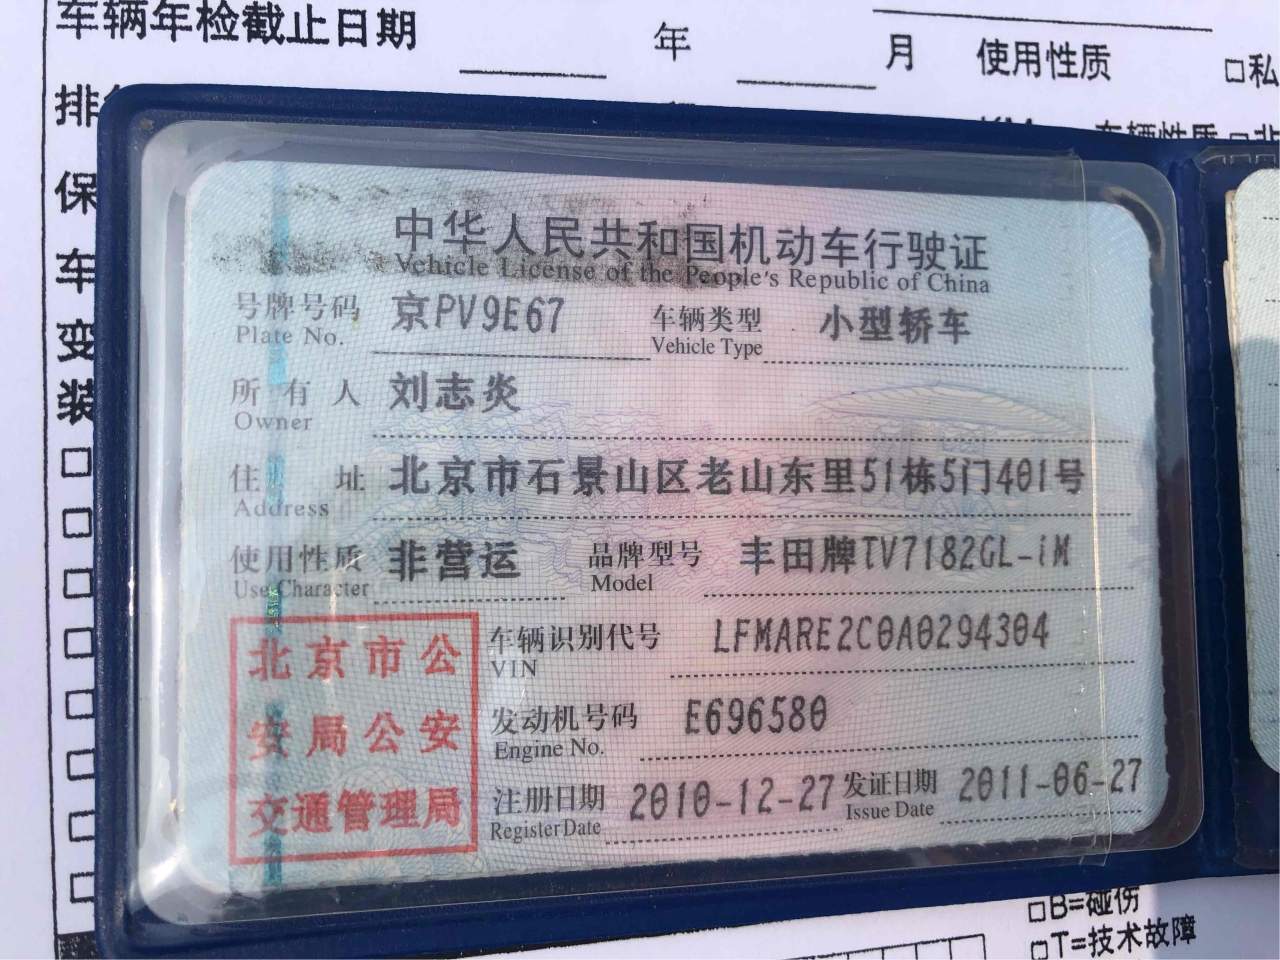 车辆年检截止日期 年 月 使用性质 □私
排
保
车
变
装
车辆性质 □非
中华人民共和国机动车行驶证
Vehicle License of the People's Republic of China
号牌号码 京PV9E67 车辆类型 小型轿车
Plate No. Vehicle Type
所有人 刘志炎
Owner
住址 北京市石景山区老山东里51栋5门401号
Address
使用性质 非营运 品牌型号 丰田牌TV7182GL-iM
Use Character Model
北京市公
安局公安
交通管理局
车辆识别代号 LFMARE2C0A0294304
VIN
发动机号码 E696580
Engine No.
注册日期 2010-12-27 发证日期 2011-06-27
Register Date Issue Date
□B=碰伤
□T=技术故障